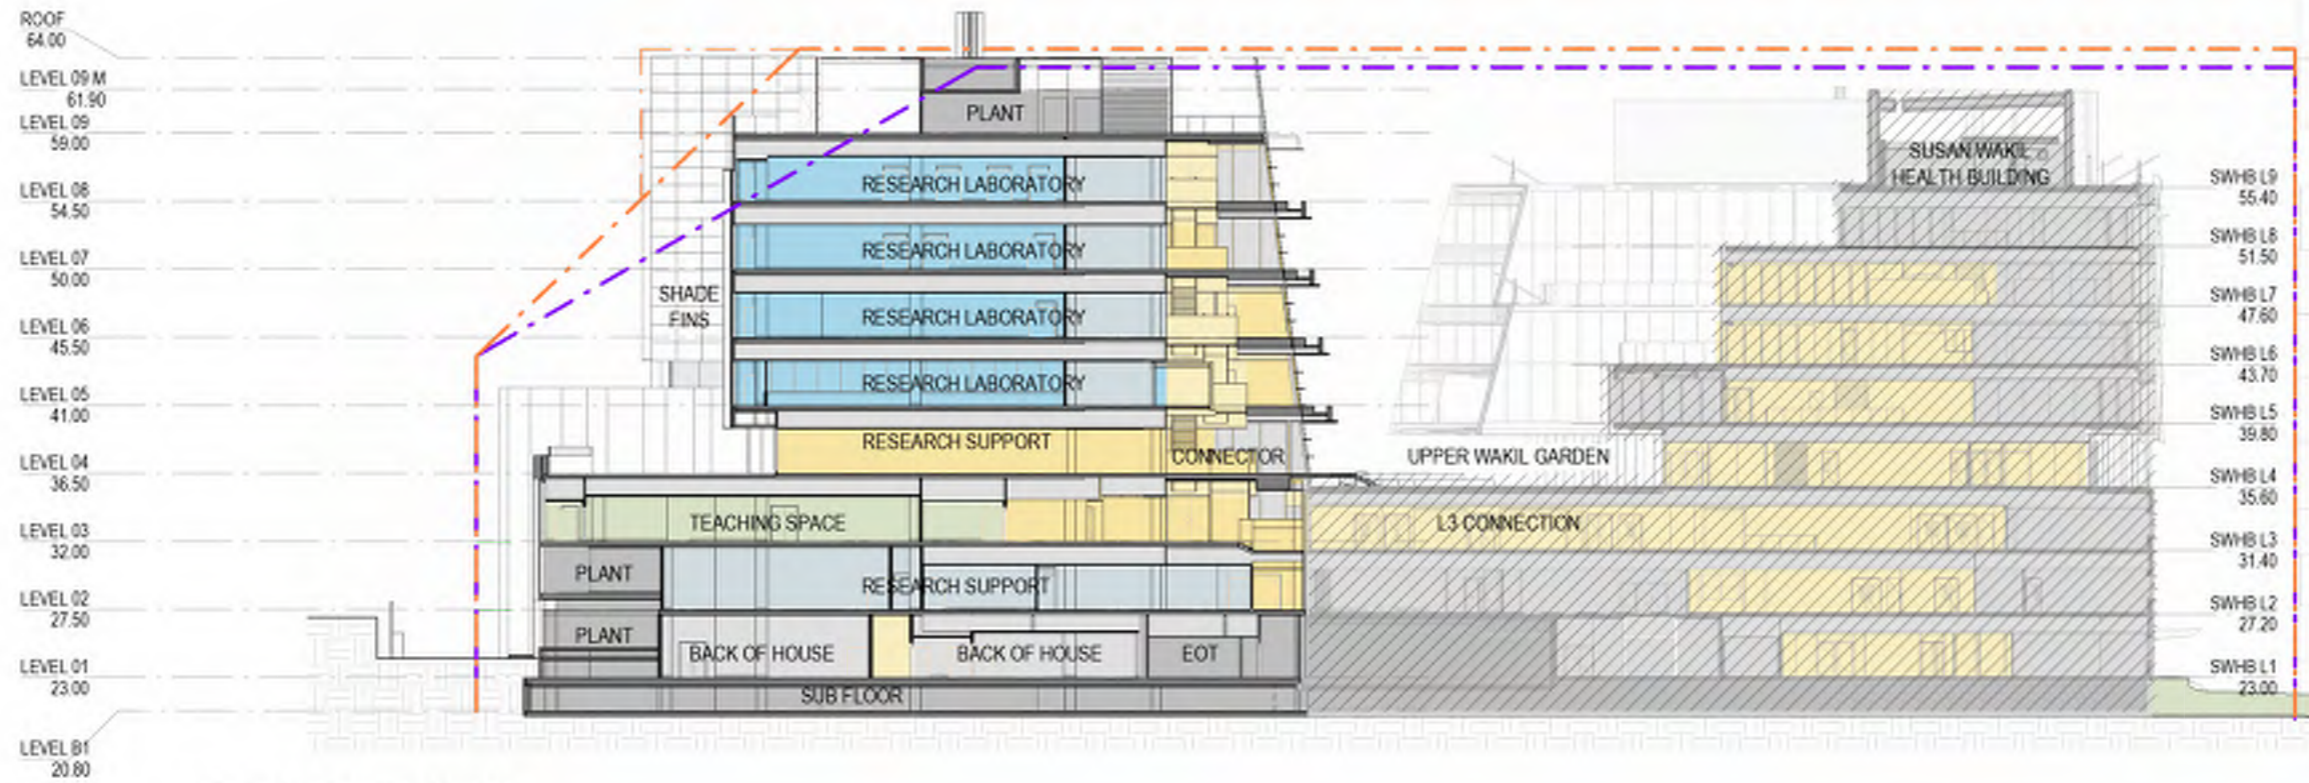 ROOF
64.00
LEVEL 09 M
61.90
LEVEL 09
59.00
LEVEL 08
54.50
LEVEL 07
50.00
LEVEL 06
45.50
LEVEL 05
41.00
LEVEL 04
36.50
LEVEL 03
32.00
LEVEL 02
27.50
LEVEL 01
23.00
LEVEL B1
20.80
PLANT
RESEARCH LABORATORY
RESEARCH LABORATORY
SHADE
FINS
RESEARCH LABORATORY
RESEARCH LABORATORY
RESEARCH SUPPORT
CONNECTOR
TEACHING SPACE
PLANT
RESEARCH SUPPORT
PLANT
BACK OF HOUSE
BACK OF HOUSE
EOT
SUB FLOOR
UPPER WAKIL GARDEN
L3 CONNECTION
SUSAN WAKIL
HEALTH BUILDING
SWHB L9
55.40
SWHB L8
51.50
SWHB L7
47.60
SWHB L6
43.70
SWHB L5
39.80
SWHB L4
35.60
SWHB L3
31.40
SWHB L2
27.20
SWHB L1
23.00